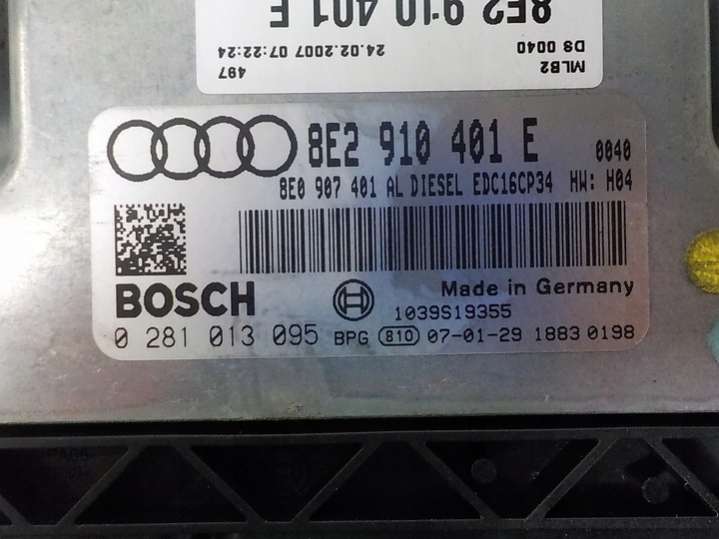 8E2 910 401 E
24.02.2007 07:22:24 DS 0040
497 MLB2
8E2 910 401 E 0040
8E0 907 401 AL DIESEL EDC16CP34 HW: H04
BOSCH
Made in Germany
1039S19355
0 281 013 095 BPG 810 07-01-29 1883 0198